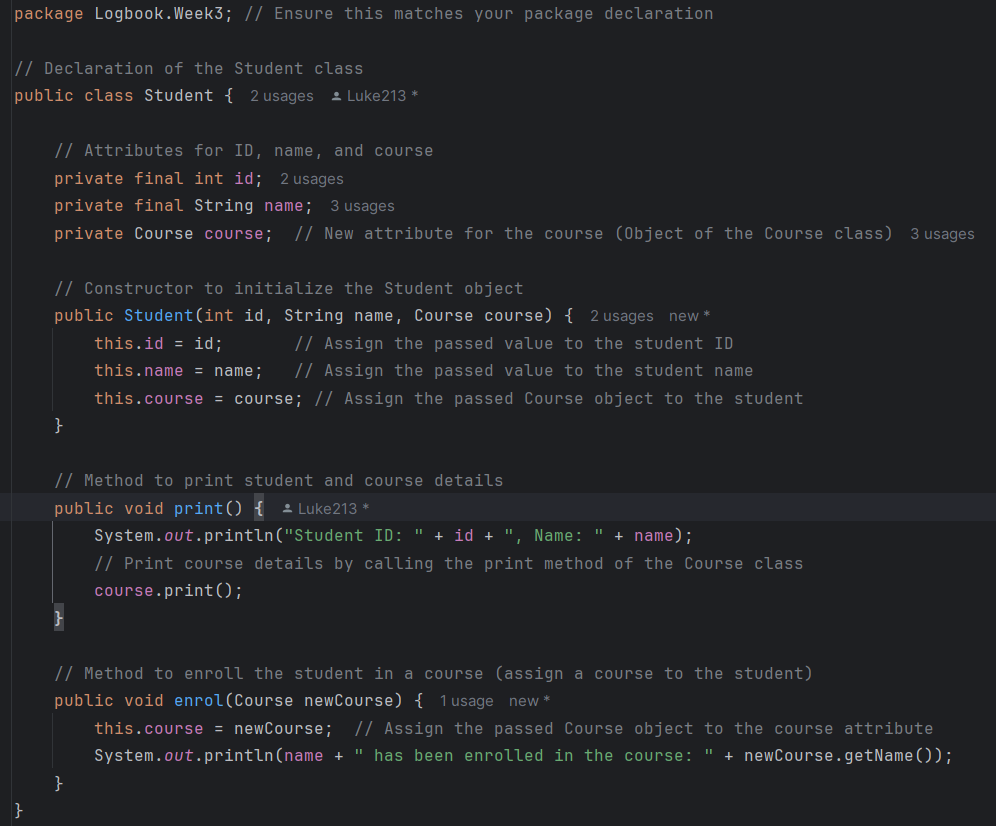 package Logbook.Week3; // Ensure this matches your package declaration
// Declaration of the Student class
public class Student { 2 usages Luke213 *
// Attributes for ID, name, and course
private final int id; 2 usages
private final String name; 3 usages
private Course course; // New attribute for the course (Object of the Course class) 3 usages
// Constructor to initialize the Student object
public Student(int id, String name, Course course) { 2 usages new *
this.id = id; // Assign the passed value to the student ID
this.name = name; // Assign the passed value to the student name
this.course = course; // Assign the passed Course object to the student
}
// Method to print student and course details
public void print() { Luke213 *
System.out.println("Student ID: " + id + ", Name: " + name);
// Print course details by calling the print method of the Course class
course.print();
}
// Method to enroll the student in a course (assign a course to the student)
public void enrol(Course newCourse) { 1 usage new *
this.course = newCourse; // Assign the passed Course object to the course attribute
System.out.println(name + " has been enrolled in the course: " + newCourse.getName());
}
}